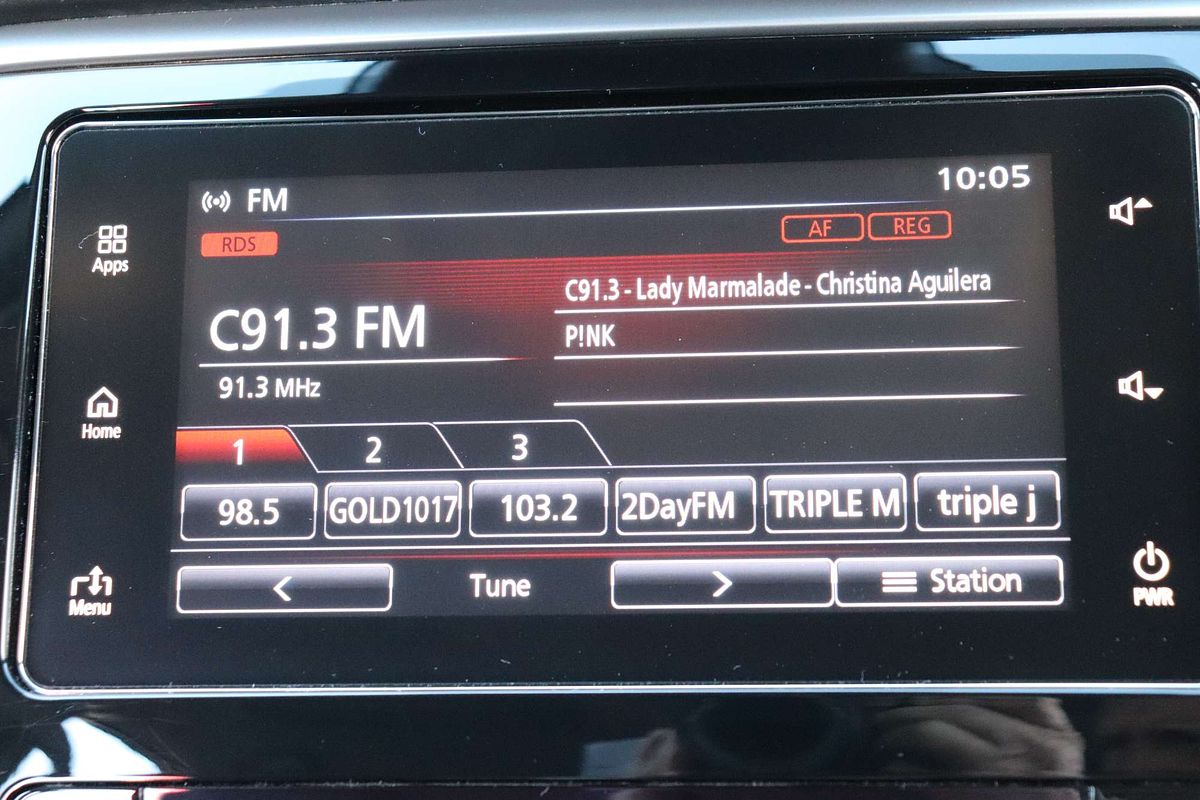 FM 10:05
RDS AF REG
Apps
C91.3 - Lady Marmalade - Christina Aguilera
C91.3 FM
P!NK
91.3 MHz
Home
1 2 3
98.5 GOLD1017 103.2 2DayFM TRIPLE M triple j
< Tune > Station
Menu
PWR